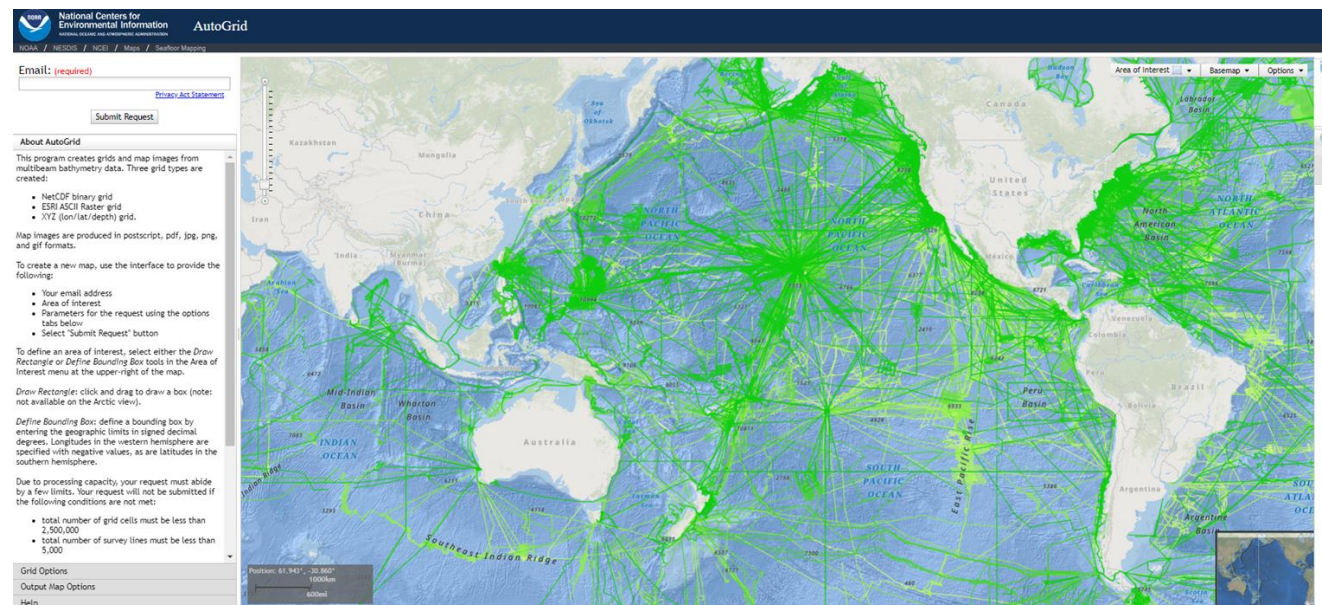 National Centers for
Environmental Information
NATIONAL OCEANIC AND ATMOSPHERIC ADMINISTRATION
AutoGrid
NOAA / NESDIS / NCEI / Maps / Seafloor Mapping
Email: (required)
Privacy Act Statement
Submit Request
About AutoGrid
This program creates grids and map images from
multibeam bathymetry data. Three grid types are
created:
NetCDF binary grid
ESRI ASCII Raster grid
XYZ (lon/lat/depth) grid.
Map images are produced in postscript, pdf, jpg, png,
and gif formats.
To create a new map, use the interface to provide the
following:
Your email address
Area of interest
Parameters for the request using the options
tabs below
Select "Submit Request" button
To define an area of interest, select either the Draw
Rectangle or Define Bounding Box tools in the Area of
Interest menu at the upper-right of the map.
Draw Rectangle: click and drag to draw a box (note:
not available on the Arctic view).
Define Bounding Box: define a bounding box by
entering the geographic limits in signed decimal
degrees. Longitudes in the western hemisphere are
specified with negative values, as are latitudes in the
southern hemisphere.
Due to processing capacity, your request must abide
by a few limits. Your request will not be submitted if
the following conditions are not met:
total number of grid cells must be less than
2,500,000
total number of survey lines must be less than
5,000
Grid Options
Output Map Options
Help
Area of Interest
Basemap
Options
Hudson
Bay
Canada
Labrador
Basin
Sea
of
Okhotsk
Kazakhstan
Mongolia
United
States
Iran
China
NORTH
PACIFIC
OCEAN
NORTH
PACIFIC
OCEAN
North
American
Basin
NORTH
ATLANTIC
OCEAN
India
Myanmar
(Burma)
México
Arabian
Sea
Caribbean
Sea
Venezuela
Colombia
Perú
Brazil
Bolivia
Mid-Indian
Basin
Wharton
Basin
Peru
Basin
INDIAN
OCEAN
Australia
SOUTH
PACIFIC
OCEAN
East Pacific Rise
Tasman
Sea
Argentina
Argentine
Basin
Southeast Indian Ridge
Indian Ridge
Scotia
Sea
Position: 61.943°, -30.860°
1000km
600mi